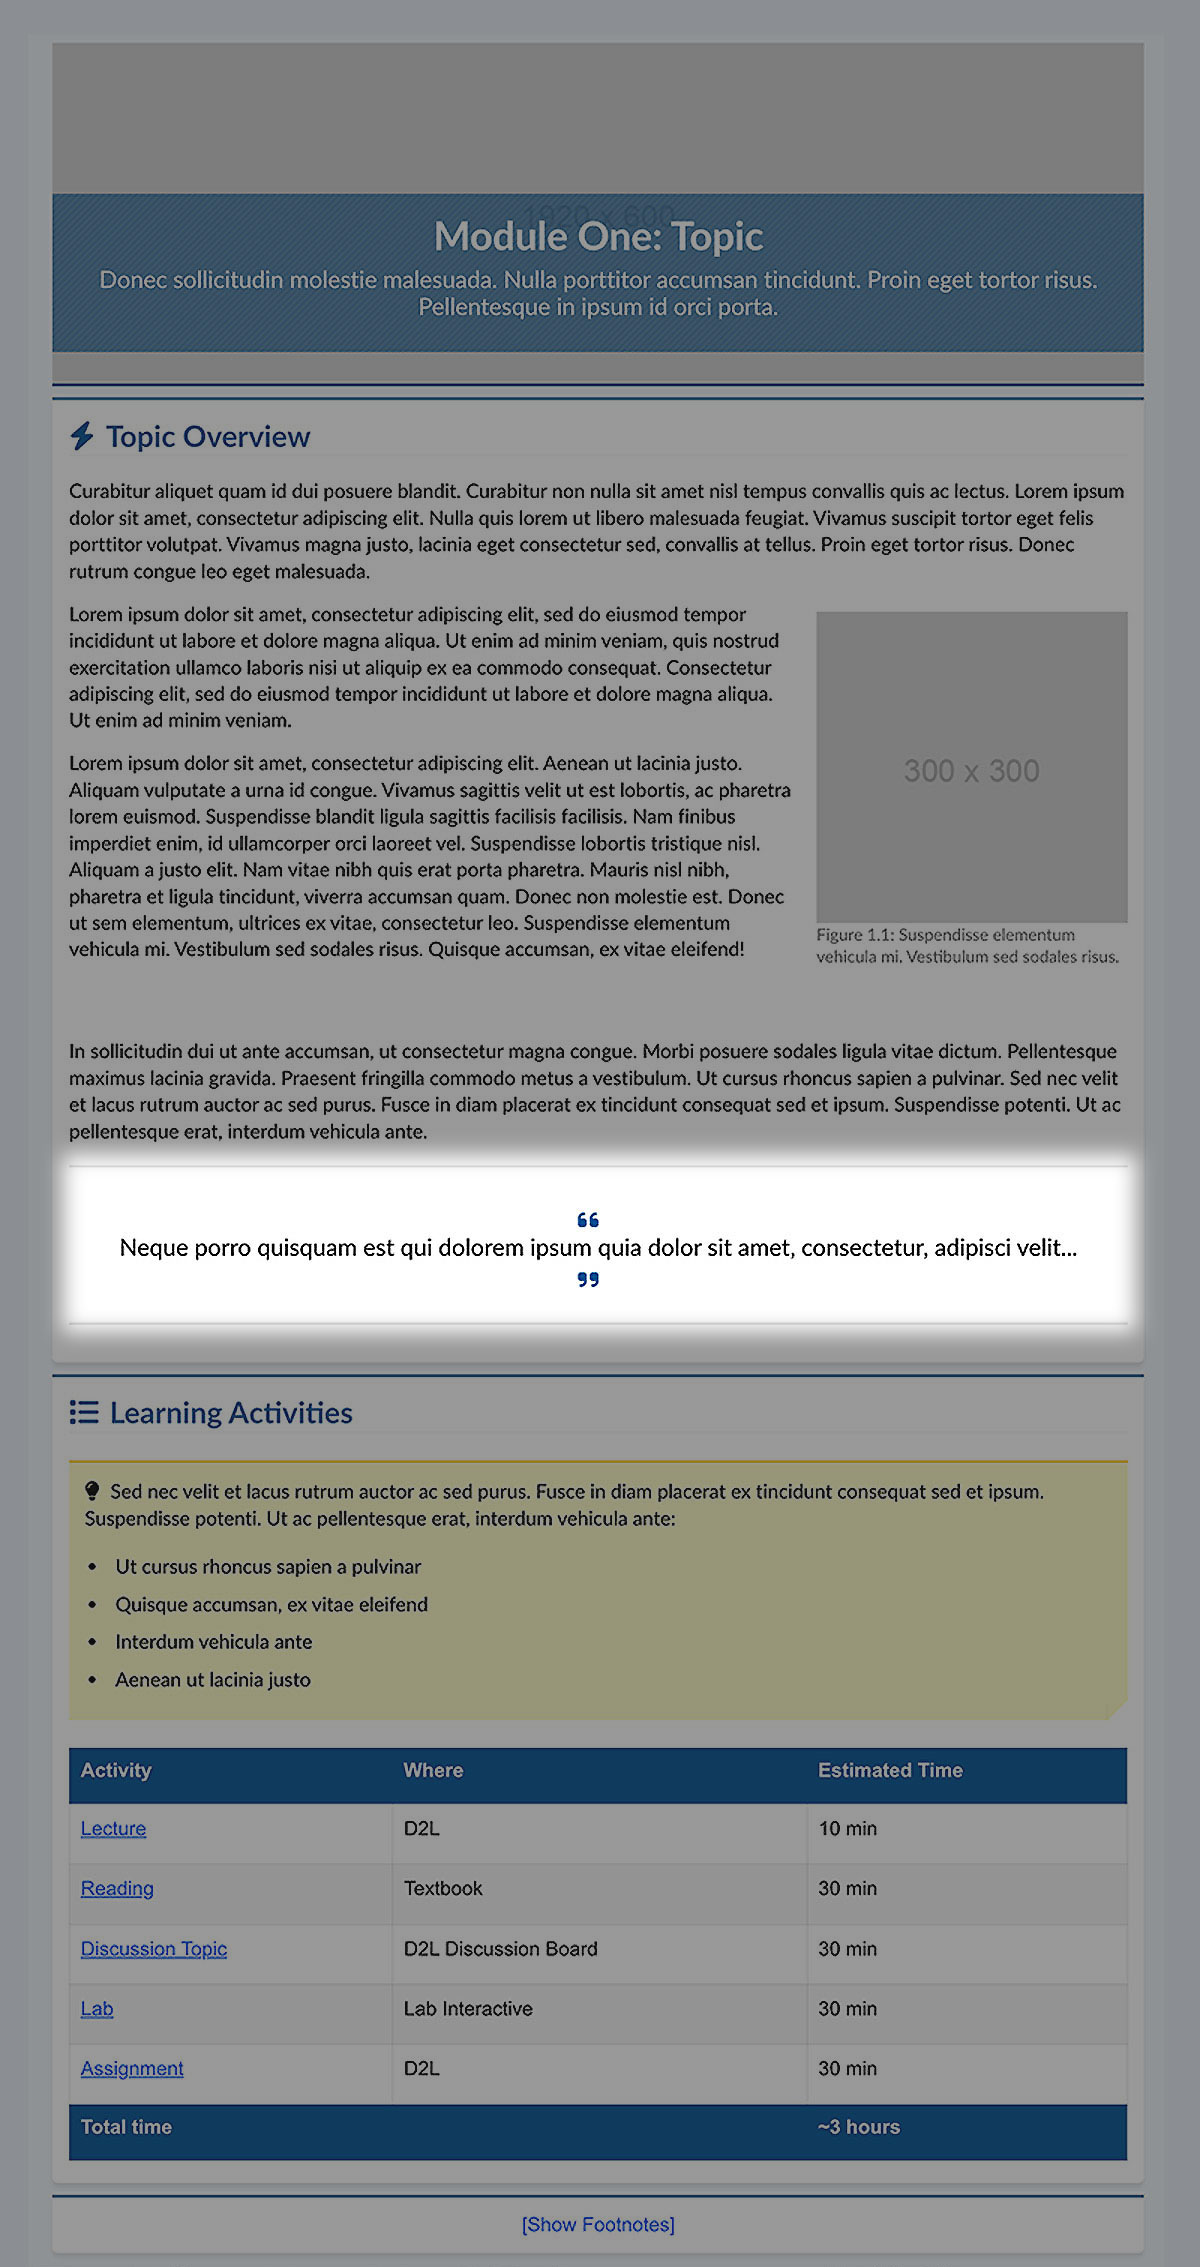 1920 x 600
Module One: Topic
Donec sollicitudin molestie malesuada. Nulla porttitor accumsan tincidunt. Proin eget tortor risus.
Pellentesque in ipsum id orci porta.
Topic Overview
Curabitur aliquet quam id dui posuere blandit. Curabitur non nulla sit amet nisl tempus convallis quis ac lectus. Lorem ipsum
dolor sit amet, consectetur adipiscing elit. Nulla quis lorem ut libero malesuada feugiat. Vivamus suscipit tortor eget felis
porttitor volutpat. Vivamus magna justo, lacinia eget consectetur sed, convallis at tellus. Proin eget tortor risus. Donec
rutrum congue leo eget malesuada.
Lorem ipsum dolor sit amet, consectetur adipiscing elit, sed do eiusmod tempor
incididunt ut labore et dolore magna aliqua. Ut enim ad minim veniam, quis nostrud
exercitation ullamco laboris nisi ut aliquip ex ea commodo consequat. Consectetur
adipiscing elit, sed do eiusmod tempor incididunt ut labore et dolore magna aliqua.
Ut enim ad minim veniam.
Lorem ipsum dolor sit amet, consectetur adipiscing elit. Aenean ut lacinia justo.
Aliquam vulputate a urna id congue. Vivamus sagittis velit ut est lobortis, ac pharetra
lorem euismod. Suspendisse blandit ligula sagittis facilisis facilisis. Nam finibus
imperdiet enim, id ullamcorper orci laoreet vel. Suspendisse lobortis tristique nisl.
Aliquam a justo elit. Nam vitae nibh quis erat porta pharetra. Mauris nisl nibh,
pharetra et ligula tincidunt, viverra accumsan quam. Donec non molestie est. Donec
ut sem elementum, ultrices ex vitae, consectetur leo. Suspendisse elementum
vehicula mi. Vestibulum sed sodales risus. Quisque accumsan, ex vitae eleifend!
300 x 300
Figure 1.1: Suspendisse elementum
vehicula mi. Vestibulum sed sodales risus.
In sollicitudin dui ut ante accumsan, ut consectetur magna congue. Morbi posuere sodales ligula vitae dictum. Pellentesque
maximus lacinia gravida. Praesent fringilla commodo metus a vestibulum. Ut cursus rhoncus sapien a pulvinar. Sed nec velit
et lacus rutrum auctor ac sed purus. Fusce in diam placerat ex tincidunt consequat sed et ipsum. Suspendisse potenti. Ut ac
pellentesque erat, interdum vehicula ante.
“
Neque porro quisquam est qui dolorem ipsum quia dolor sit amet, consectetur, adipisci velit...
”
Learning Activities
Sed nec velit et lacus rutrum auctor ac sed purus. Fusce in diam placerat ex tincidunt consequat sed et ipsum.
Suspendisse potenti. Ut ac pellentesque erat, interdum vehicula ante:
• Ut cursus rhoncus sapien a pulvinar
• Quisque accumsan, ex vitae eleifend
• Interdum vehicula ante
• Aenean ut lacinia justo
Activity Where Estimated Time
Lecture D2L 10 min
Reading Textbook 30 min
Discussion Topic D2L Discussion Board 30 min
Lab Lab Interactive 30 min
Assignment D2L 30 min
Total time ~3 hours
[Show Footnotes]